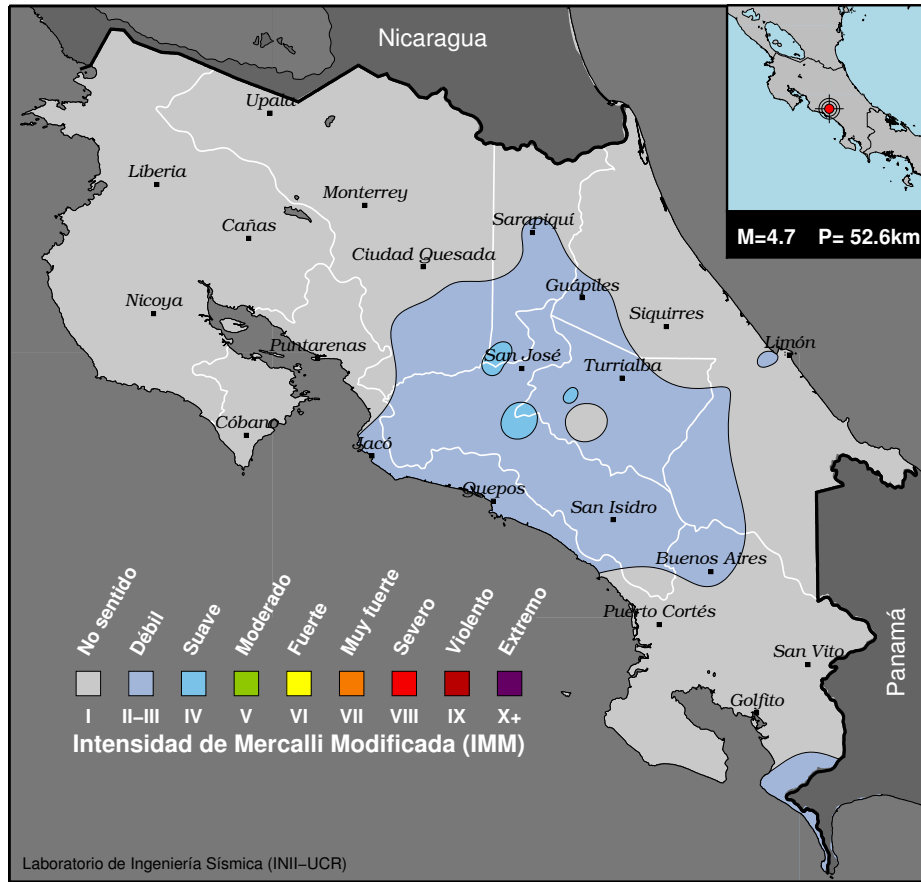 Nicaragua
Upala
Liberia
Monterrey
Cañas
Sarapiquí
M=4.7 P= 52.6km
Ciudad Quesada
Guápiles
Nicoya
Siquirres
Puntarenas
San José
Limón
Turrialba
Cóbano
Jacó
Quepos
San Isidro
Buenos Aires
Puerto Cortés
San Vito
Panamá
Golfito
No sentido
Débil
Suave
Moderado
Fuerte
Muy fuerte
Severo
Violento
Extremo
I II–III IV V VI VII VIII IX X+
Intensidad de Mercalli Modificada (IMM)
Laboratorio de Ingeniería Sísmica (INII–UCR)